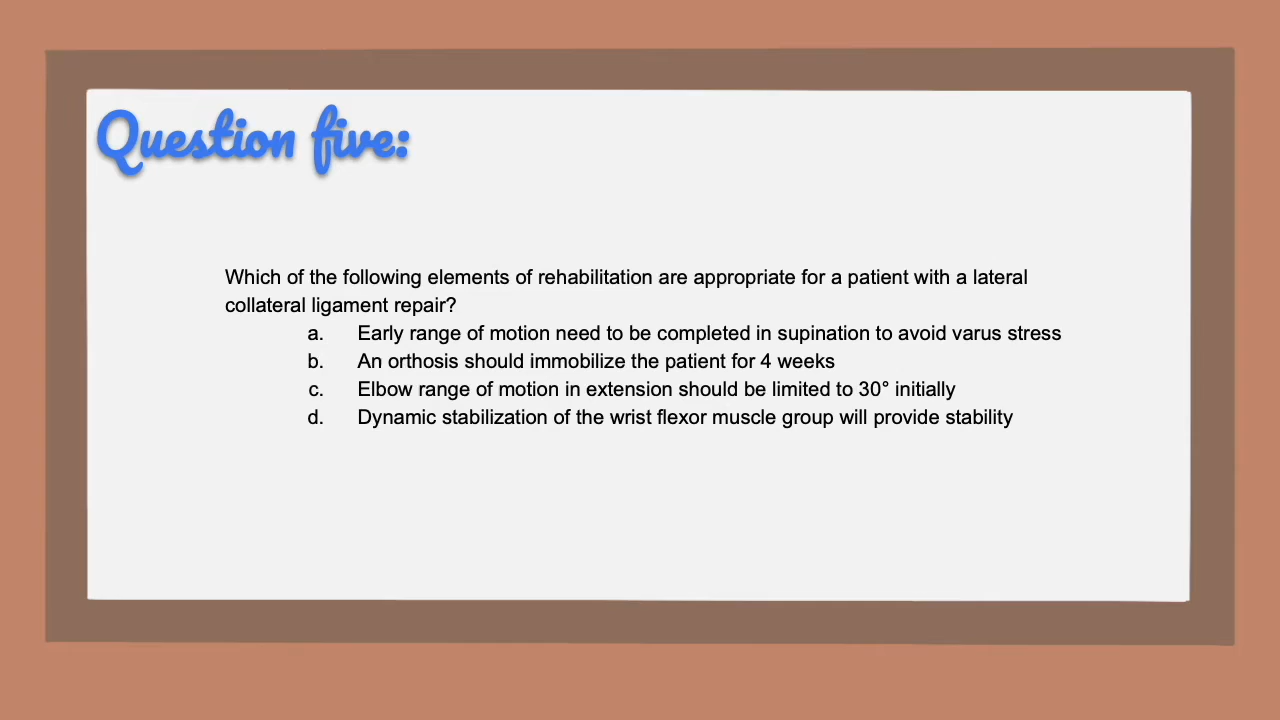 Question five:
Which of the following elements of rehabilitation are appropriate for a patient with a lateral
collateral ligament repair?
a. Early range of motion need to be completed in supination to avoid varus stress
b. An orthosis should immobilize the patient for 4 weeks
c. Elbow range of motion in extension should be limited to 30° initially
d. Dynamic stabilization of the wrist flexor muscle group will provide stability